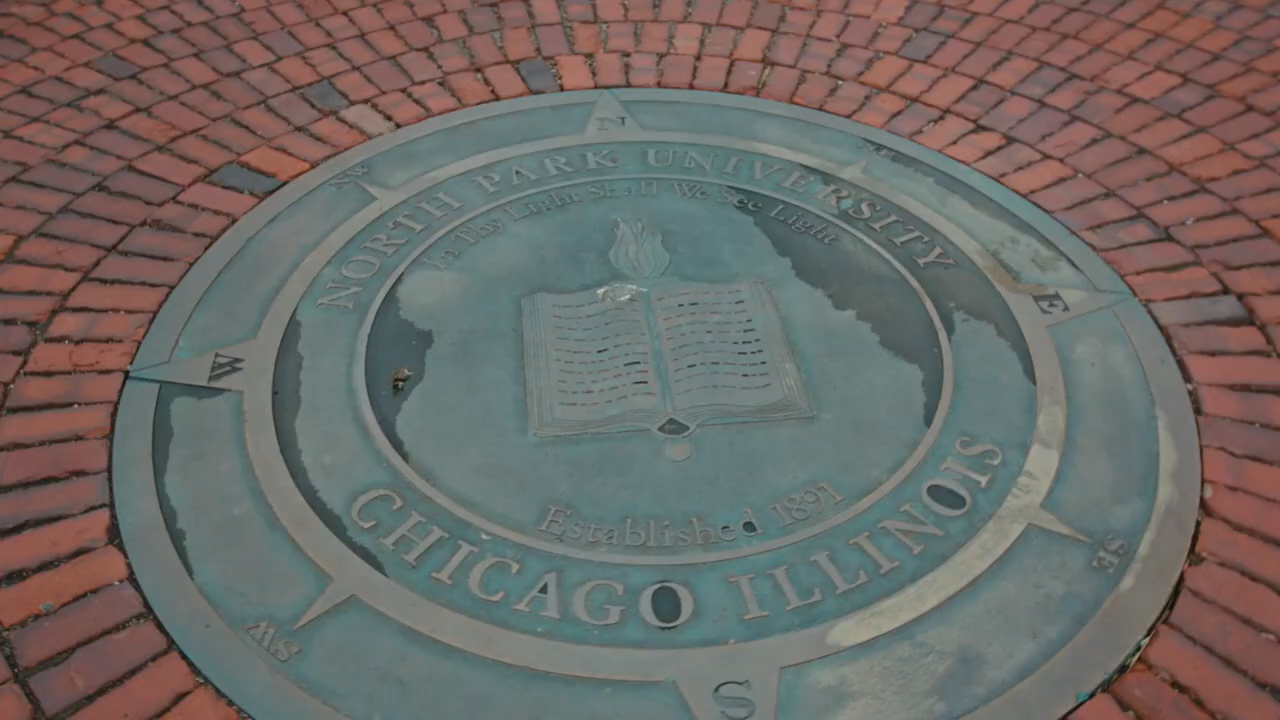 N
NW
NE
NORTH PARK UNIVERSITY
In Thy Light Shall We See Light
W
E
Established 1891
CHICAGO ILLINOIS
SW
SE
S